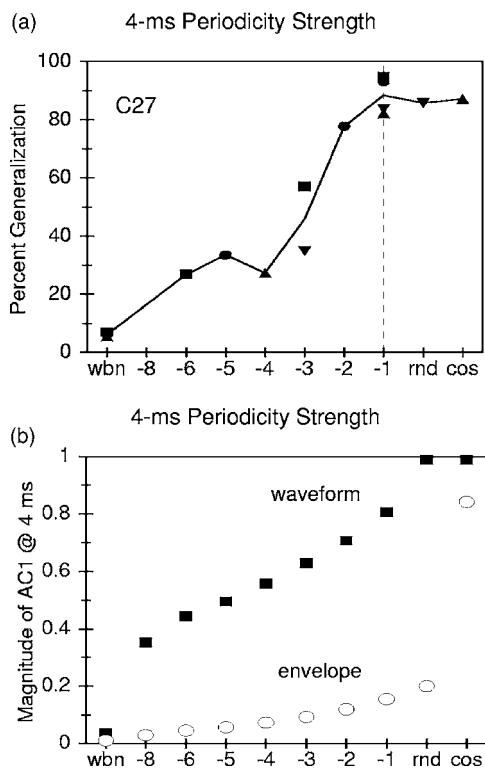 (a) 4-ms Periodicity Strength
C27
Percent Generalization
100
80
60
40
20
0
wbn -8 -6 -5 -4 -3 -2 -1 rnd cos
4-ms Periodicity Strength
(b)
Magnitude of AC1 @ 4 ms
1
0.8
0.6
0.4
0.2
0
waveform
envelope
wbn -8 -6 -5 -4 -3 -2 -1 rnd cos